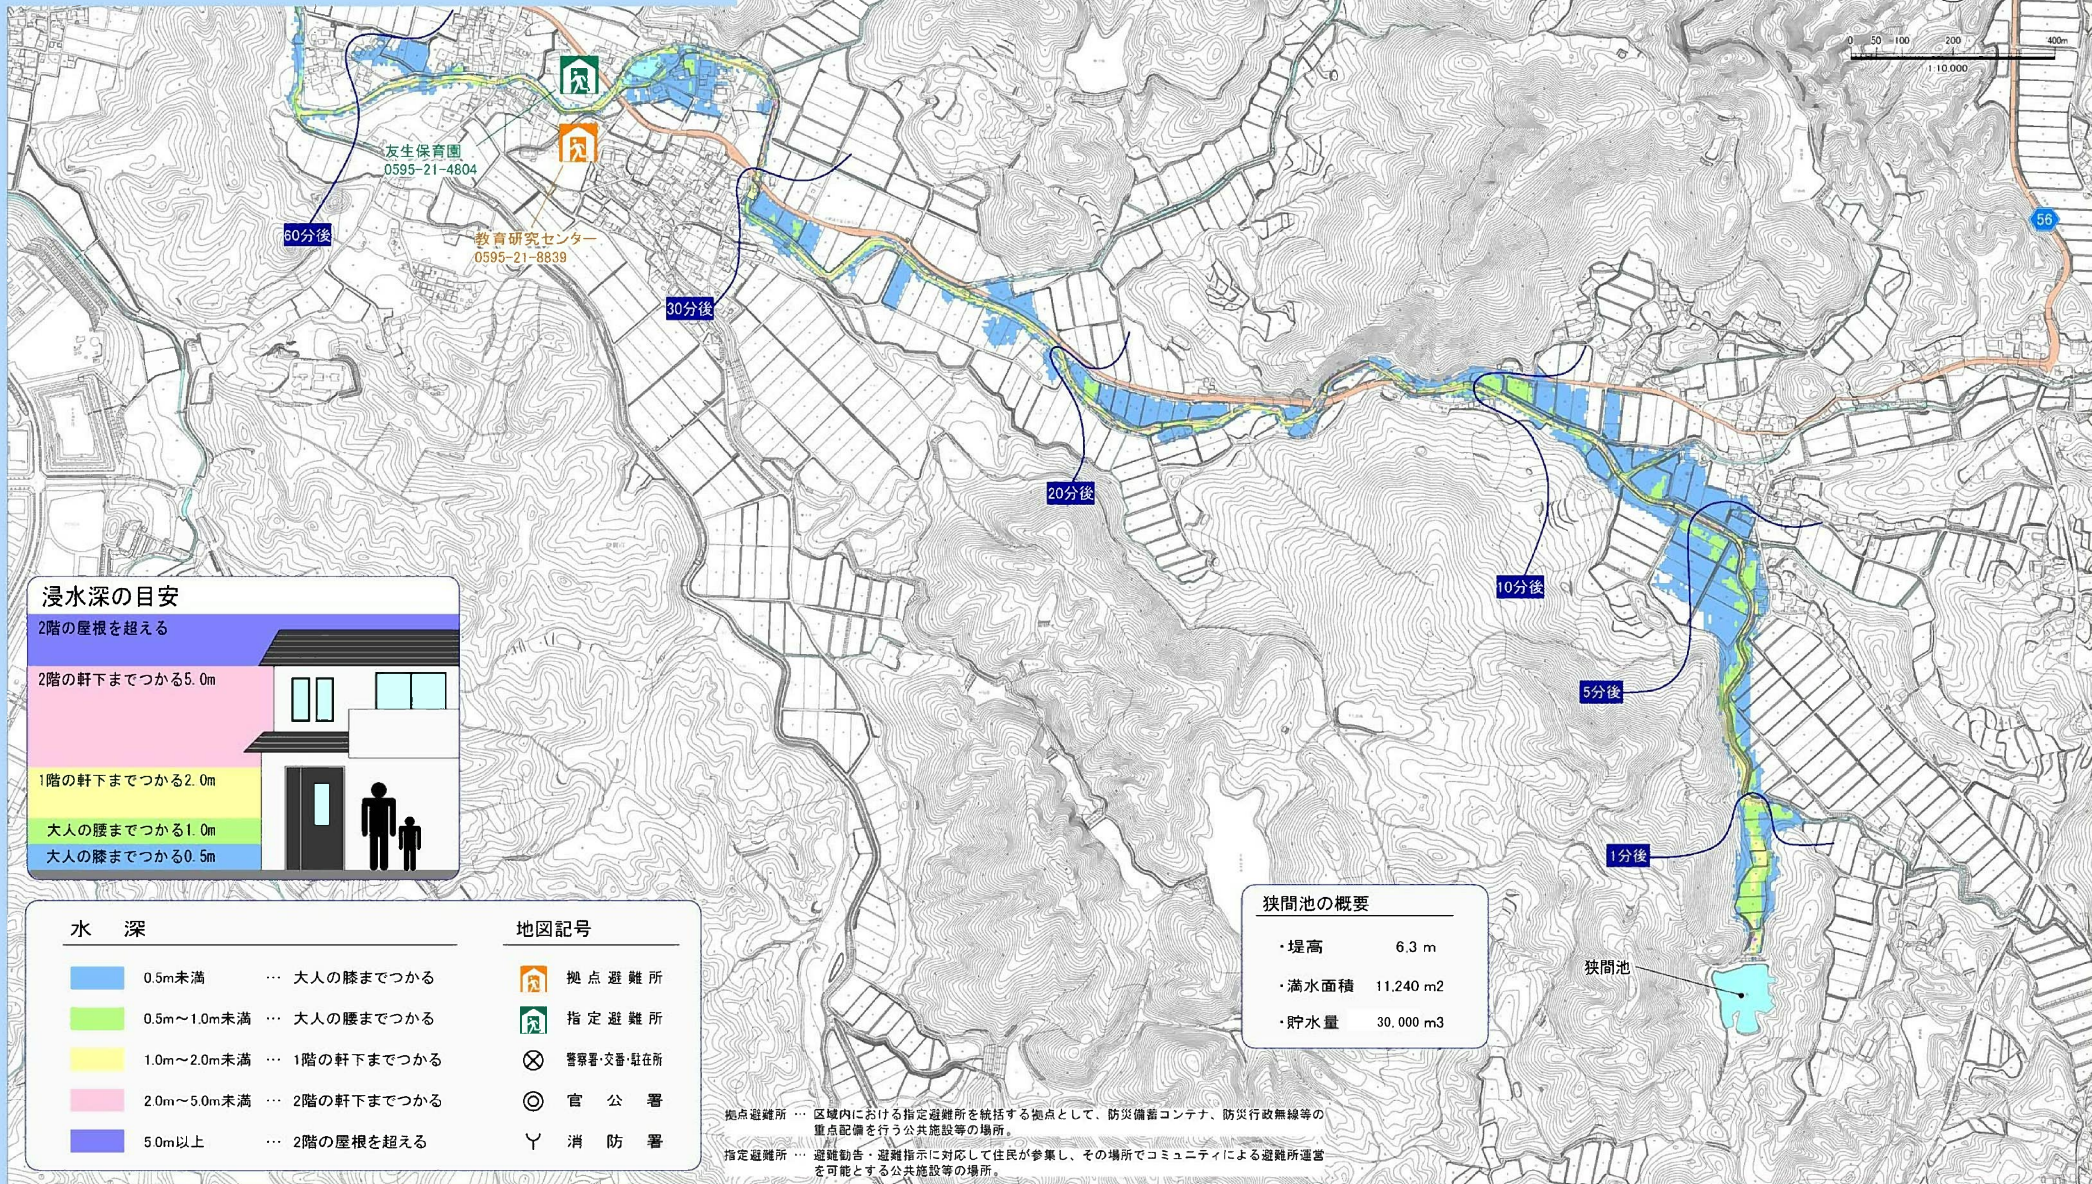 0 50 100 200 400m
1:10,000
56
友生保育園
0595-21-4804
教育研究センター
0595-21-8839
60分後
30分後
20分後
10分後
5分後
1分後
狭間池
浸水深の目安
2階の屋根を超える
2階の軒下までつかる5.0m
1階の軒下までつかる2.0m
大人の腰までつかる1.0m
大人の膝までつかる0.5m
水 深
0.5m未満 … 大人の膝までつかる
0.5m～1.0m未満 … 大人の腰までつかる
1.0m～2.0m未満 … 1階の軒下までつかる
2.0m～5.0m未満 … 2階の軒下までつかる
5.0m以上 … 2階の屋根を超える
地図記号
拠点避難所
指定避難所
警察署・交番・駐在所
官公署
消防署
狭間池の概要
・堤高 6.3 m
・満水面積 11,240 m2
・貯水量 30,000 m3
拠点避難所 … 区域内における指定避難所を統括する拠点として、防災備蓄コンテナ、防災行政無線等の
重点配備を行う公共施設等の場所。
指定避難所 … 避難勧告・避難指示に対応して住民が参集し、その場所でコミュニティによる避難所運営
を可能とする公共施設等の場所。